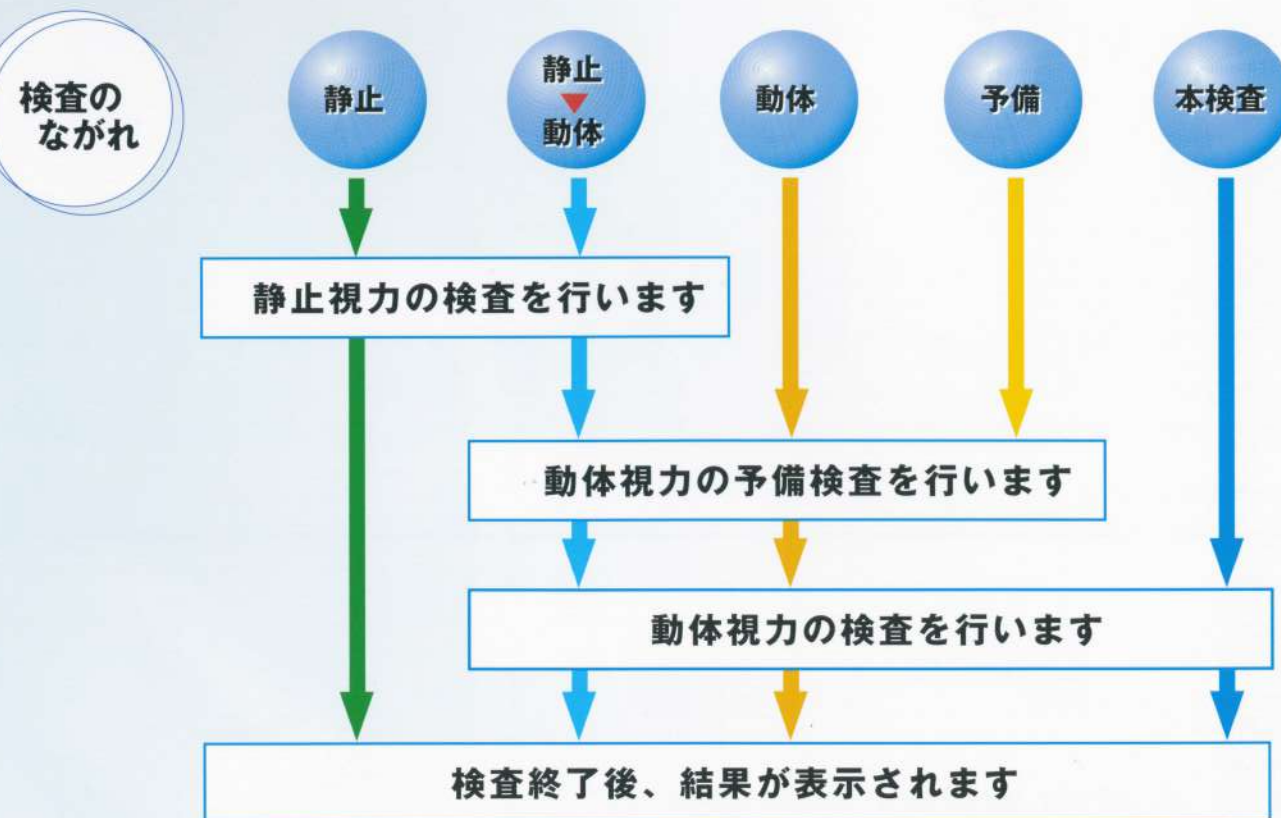 検査の
ながれ
静止
静止
▼
動体
動体
予備
本検査
静止視力の検査を行います
動体視力の予備検査を行います
動体視力の検査を行います
検査終了後、結果が表示されます